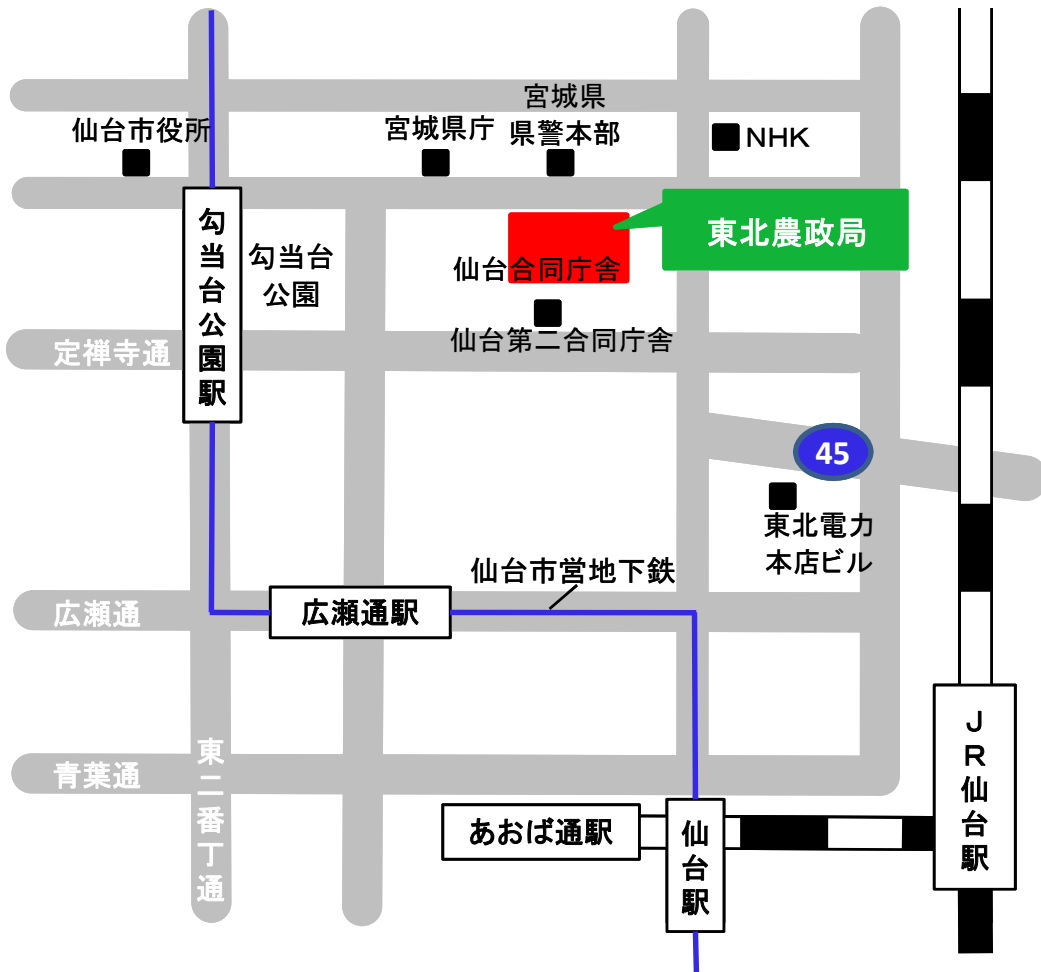 宮城県
県警本部
仙台市役所
宮城県庁
NHK
勾当台公園駅
勾当台
公園
東北農政局
仙台合同庁舎
仙台第二合同庁舎
定禅寺通
45
東北電力
本店ビル
仙台市営地下鉄
広瀬通
広瀬通駅
青葉通
東二番丁通
あおば通駅
仙台駅
JR仙台駅